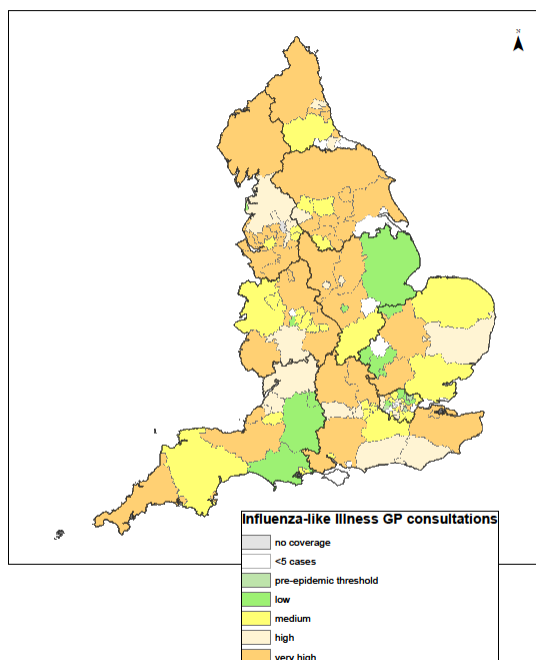 N
Influenza-like Illness GP consultations
no coverage
<5 cases
pre-epidemic threshold
low
medium
high
very high